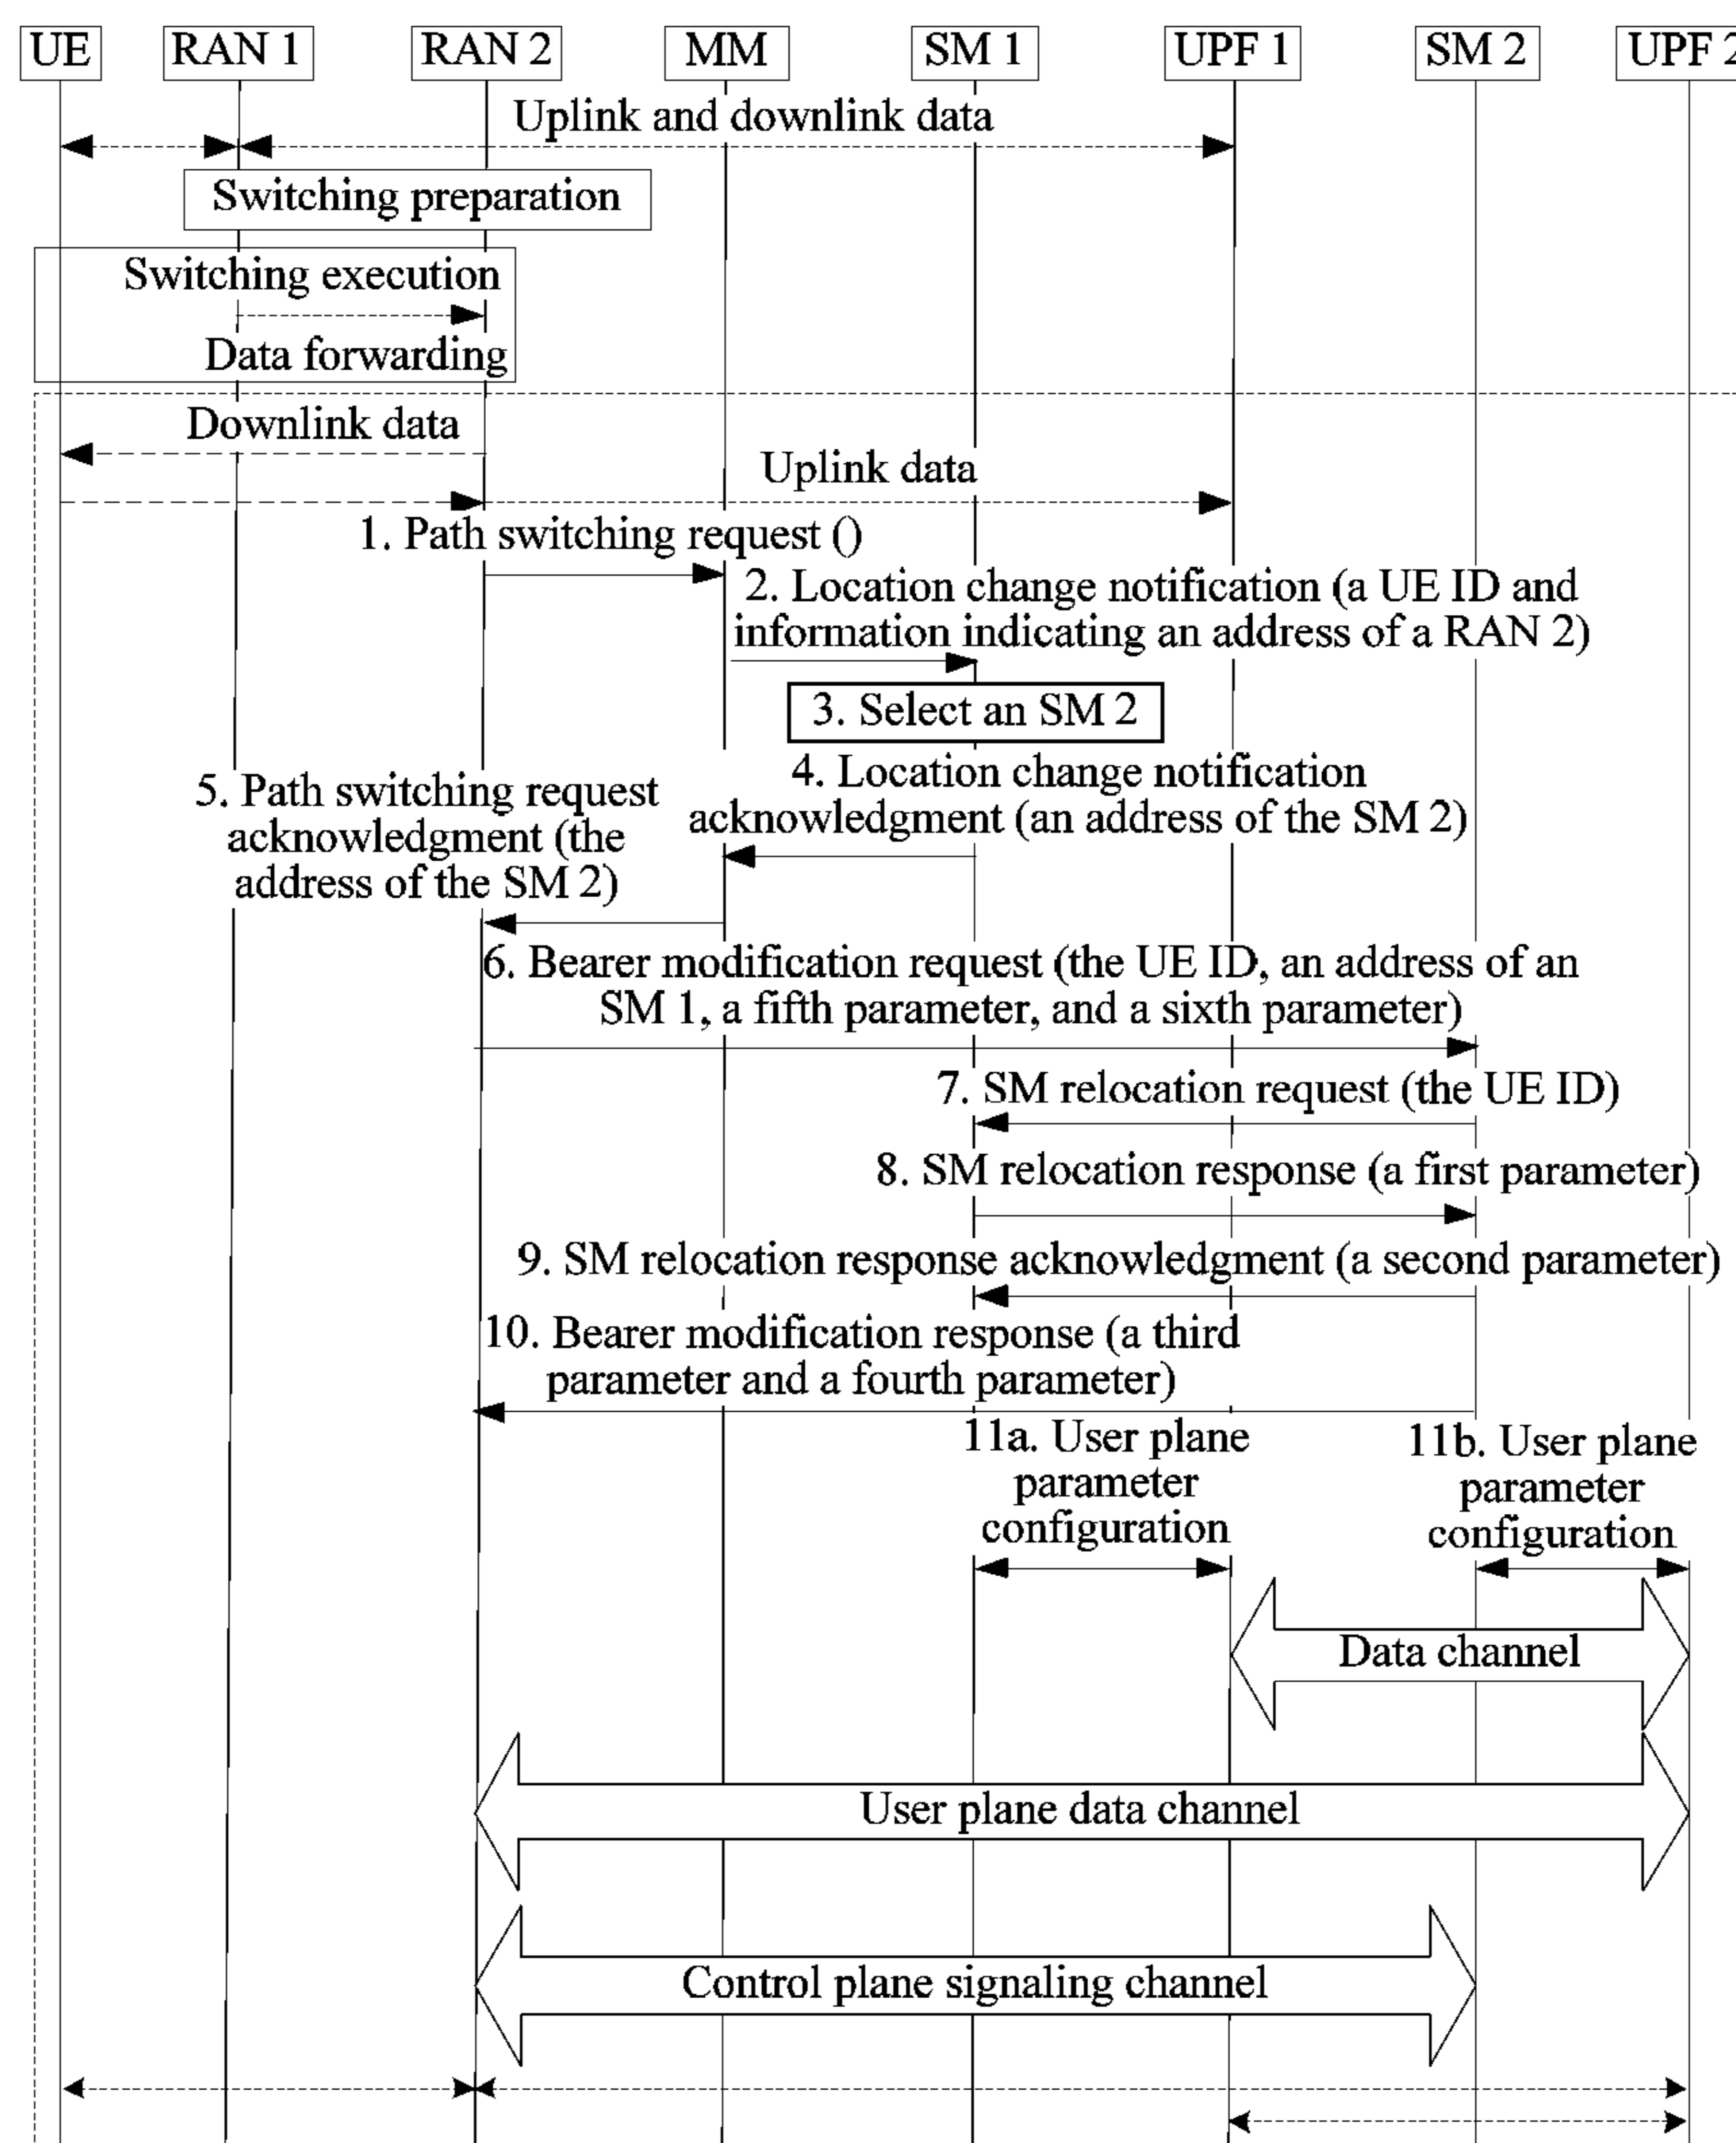 UE
RAN 1
RAN 2
MM
SM 1
UPF 1
SM 2
UPF 2
Uplink and downlink data
Switching preparation
Switching execution
Data forwarding
Downlink data
Uplink data
1. Path switching request ()
2. Location change notification (a UE ID and
information indicating an address of a RAN 2)
3. Select an SM 2
4. Location change notification
acknowledgment (an address of the SM 2)
5. Path switching request
acknowledgment (the
address of the SM 2)
6. Bearer modification request (the UE ID, an address of an
SM 1, a fifth parameter, and a sixth parameter)
7. SM relocation request (the UE ID)
8. SM relocation response (a first parameter)
9. SM relocation response acknowledgment (a second parameter)
10. Bearer modification response (a third
parameter and a fourth parameter)
11a. User plane
parameter
configuration
11b. User plane
parameter
configuration
Data channel
User plane data channel
Control plane signaling channel